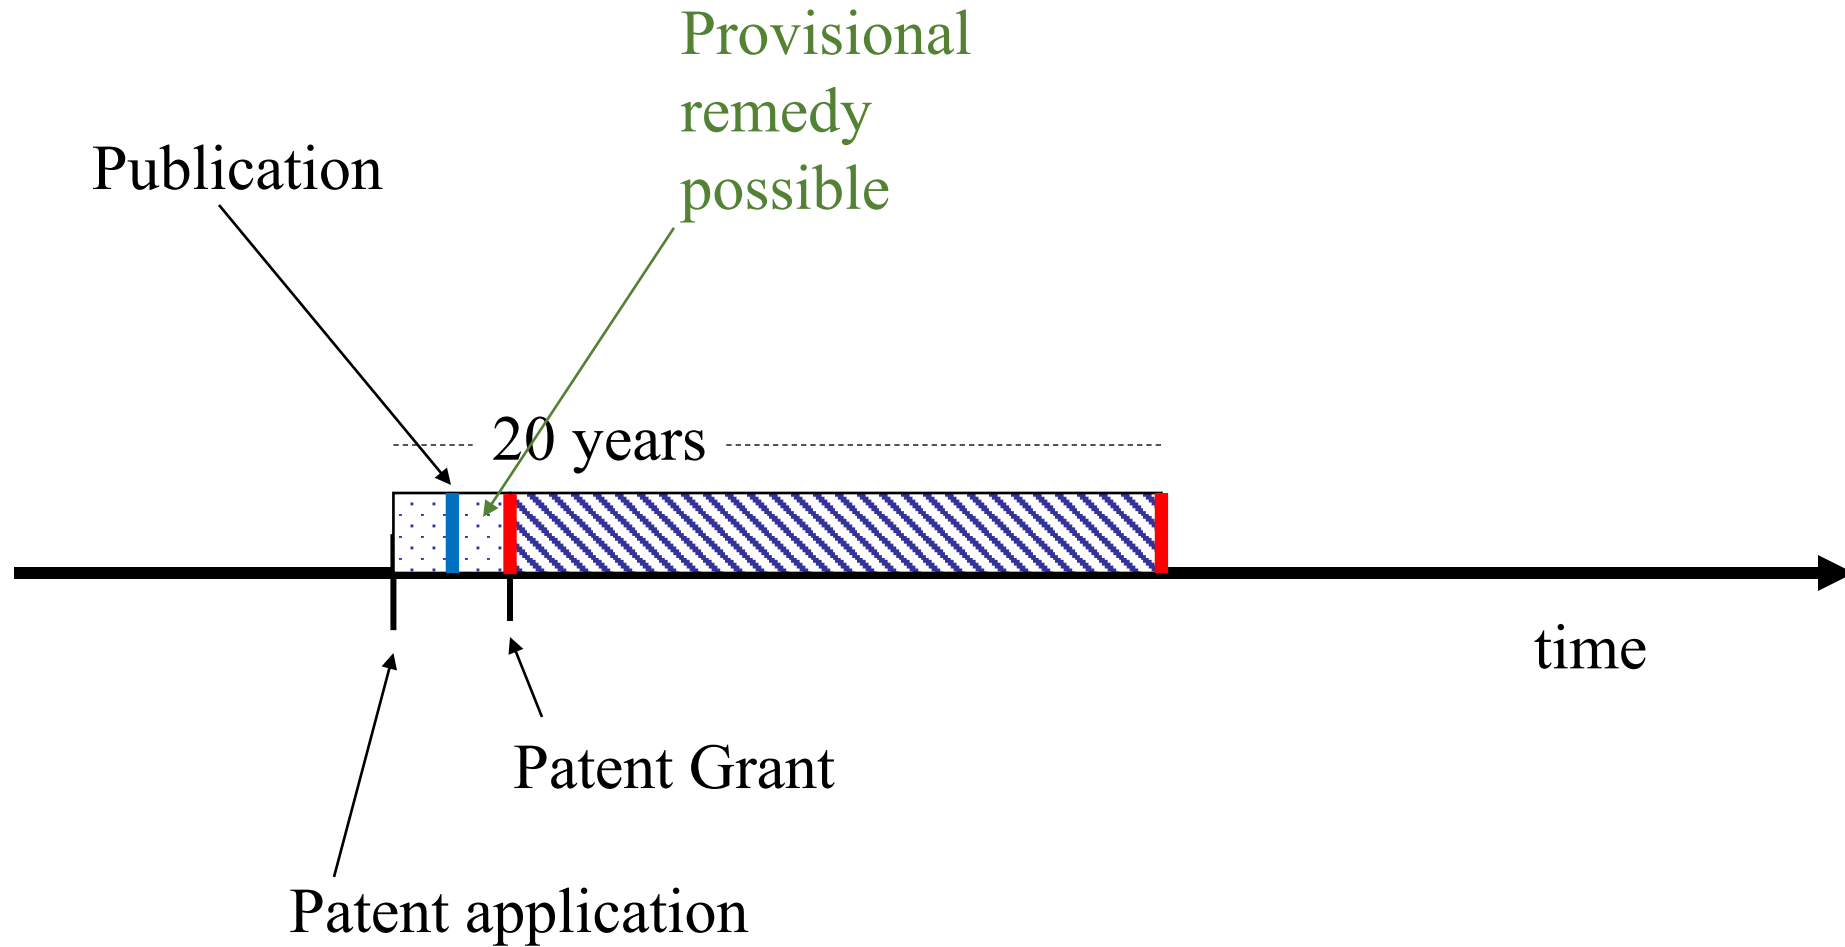 Provisional
remedy
possible
Publication
20 years
time
Patent Grant
Patent application